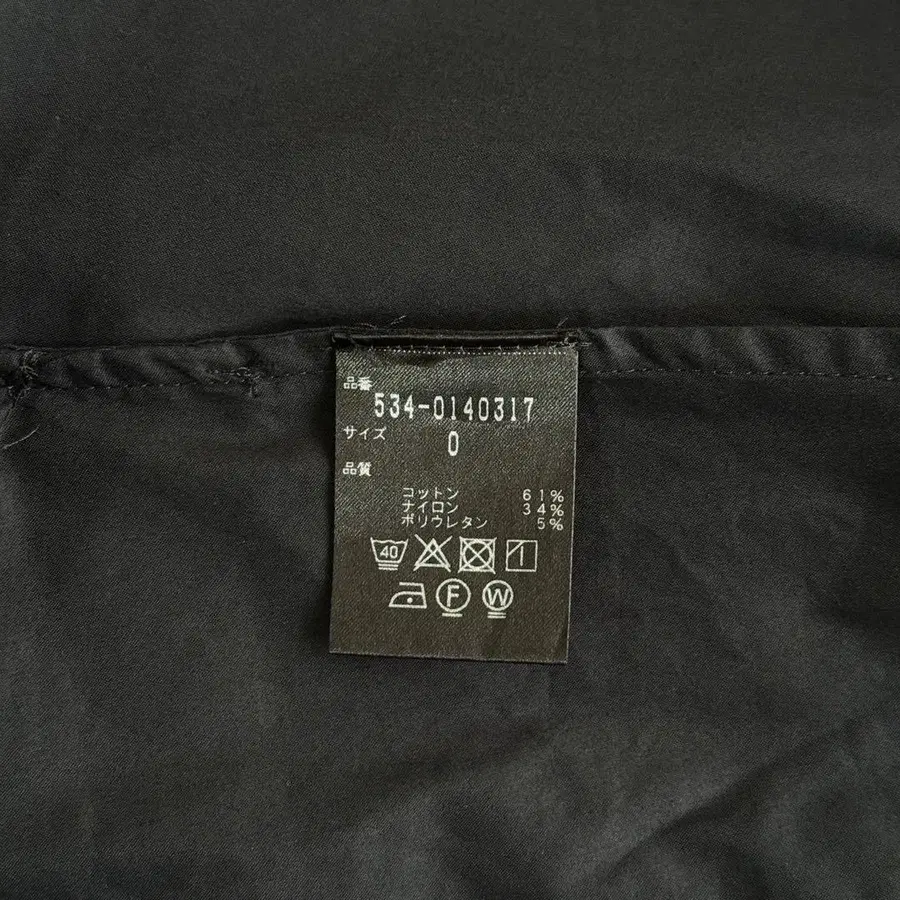 品番
534-0140317
サイズ
0
品質
コットン 61%
ナイロン 34%
ポリウレタン 5%
40
F W